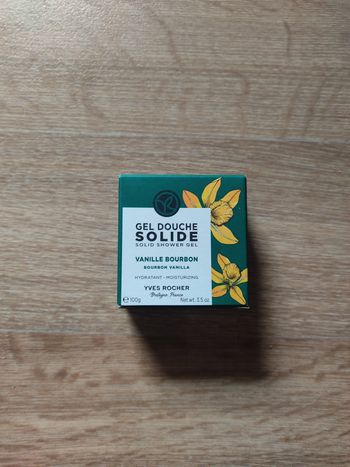 GEL DOUCHE
SOLIDE
SOLID SHOWER GEL
VANILLE BOURBON
BOURBON VANILLA
HYDRATANT - MOISTURIZING
YVES ROCHER
Bretagne France
℮ 100g Net wt. 3.5 oz